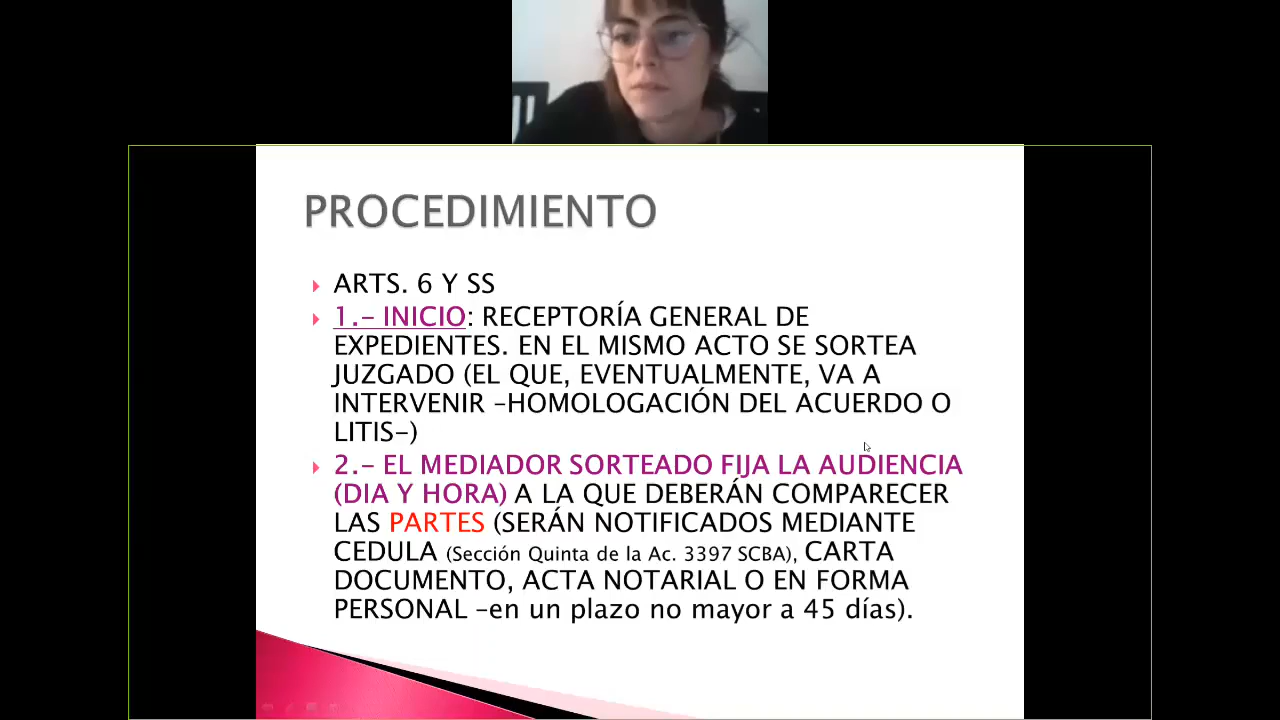 PROCEDIMIENTO
ARTS. 6 Y SS
1.- INICIO: RECEPTORÍA GENERAL DE
EXPEDIENTES. EN EL MISMO ACTO SE SORTEA
JUZGADO (EL QUE, EVENTUALMENTE, VA A
INTERVENIR –HOMOLOGACIÓN DEL ACUERDO O
LITIS-)
2.- EL MEDIADOR SORTEADO FIJA LA AUDIENCIA
(DIA Y HORA) A LA QUE DEBERÁN COMPARECER
LAS PARTES (SERÁN NOTIFICADOS MEDIANTE
CEDULA (Sección Quinta de la Ac. 3397 SCBA), CARTA
DOCUMENTO, ACTA NOTARIAL O EN FORMA
PERSONAL –en un plazo no mayor a 45 días).